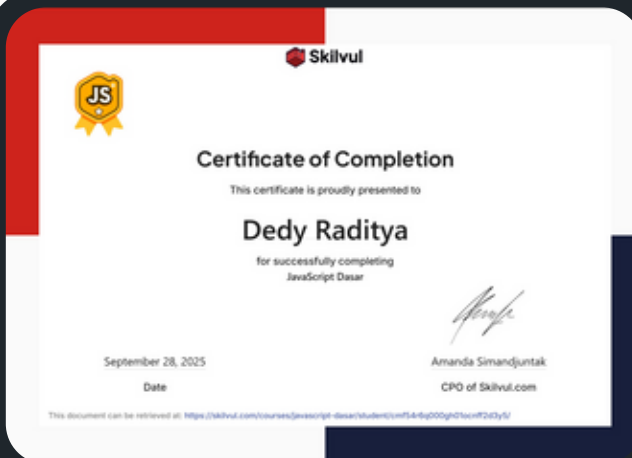 Skilvul
JS
Certificate of Completion
This certificate is proudly presented to
Dedy Raditya
for successfully completing
JavaScript Dasar
September 28, 2025
Amanda Simandjuntak
Date
CPO of Skilvul.com
This document can be retrieved at: